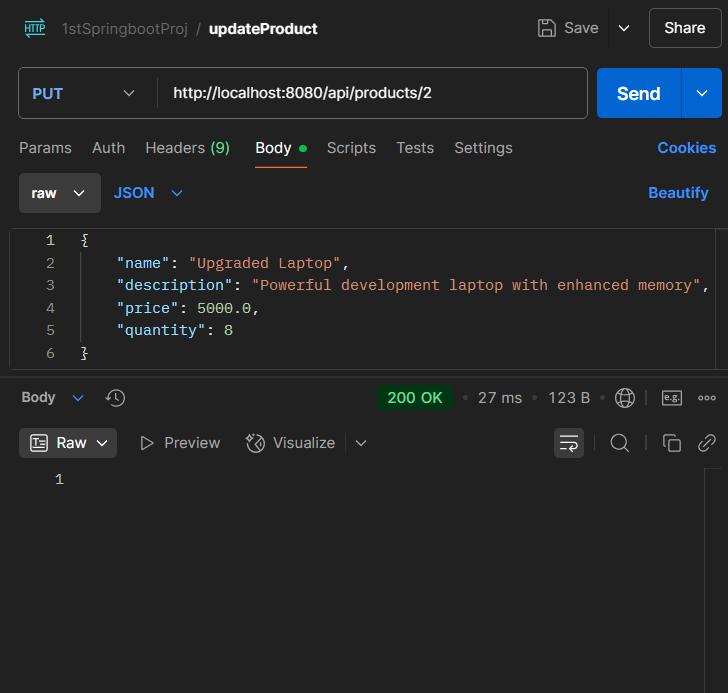 HTTP 1stSpringbootProj / updateProduct Save Share
PUT http://localhost:8080/api/products/2 Send
Params Auth Headers (9) Body Scripts Tests Settings Cookies
raw JSON Beautify
1 {
2 "name": "Upgraded Laptop",
3 "description": "Powerful development laptop with enhanced memory",
4 "price": 5000.0,
5 "quantity": 8
6 }
Body 200 OK • 27 ms • 123 B • e.g.
Raw Preview Visualize
1